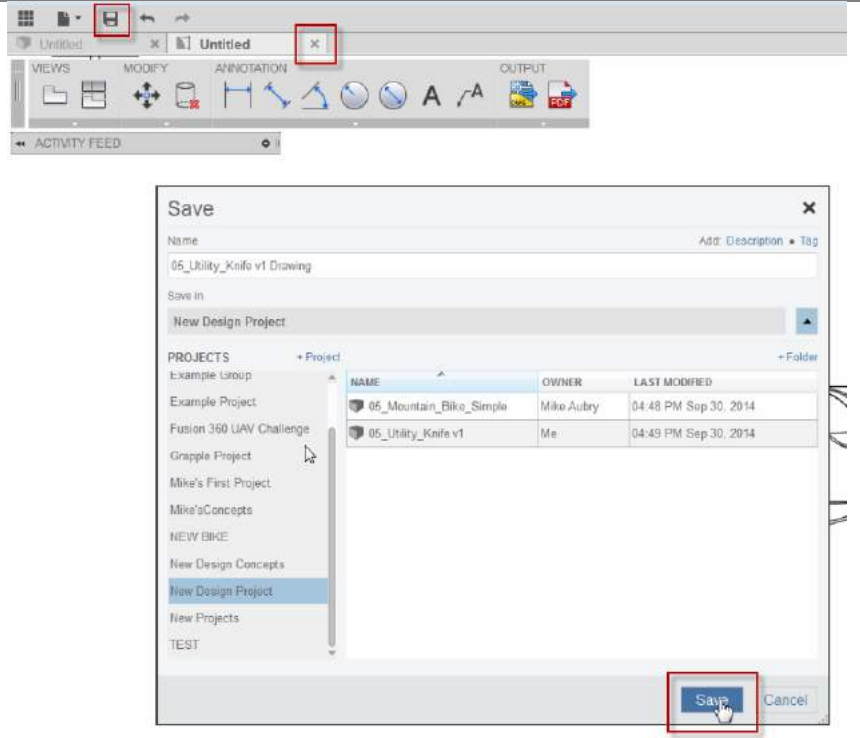 Untitled Untitled
VIEWS MODIFY ANNOTATION OUTPUT
A A PDF
ACTIVITY FEED
Save
Name Add: Description • Tag
05_Utility_Knife v1 Drawing
Save in
New Design Project
PROJECTS + Project + Folder
Example Group
NAME OWNER LAST MODIFIED
Example Project
05_Mountain_Bike_Simple Mike Aubry 04:48 PM Sep 30, 2014
Fusion 360 UAV Challenge
05_Utility_Knife v1 Me 04:49 PM Sep 30, 2014
Grapple Project
Mike's First Project
Mike'sConcepts
NEW BIKE
New Design Concepts
New Design Project
New Projects
TEST
Save Cancel